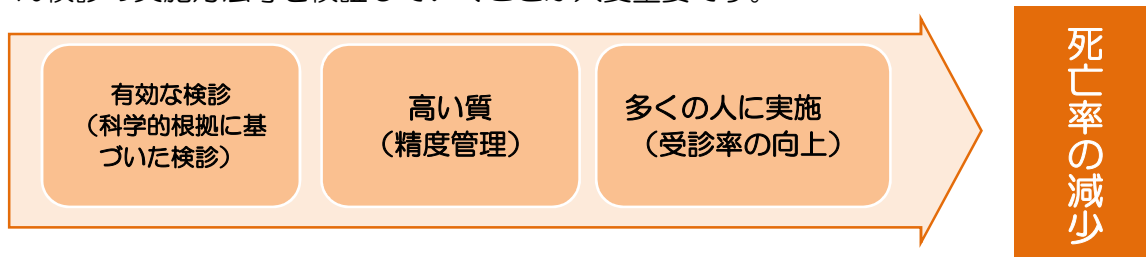 有効な検診
（科学的根拠に基
づいた検診）
高い質
（精度管理）
多くの人に実施
（受診率の向上）
死亡率の減少